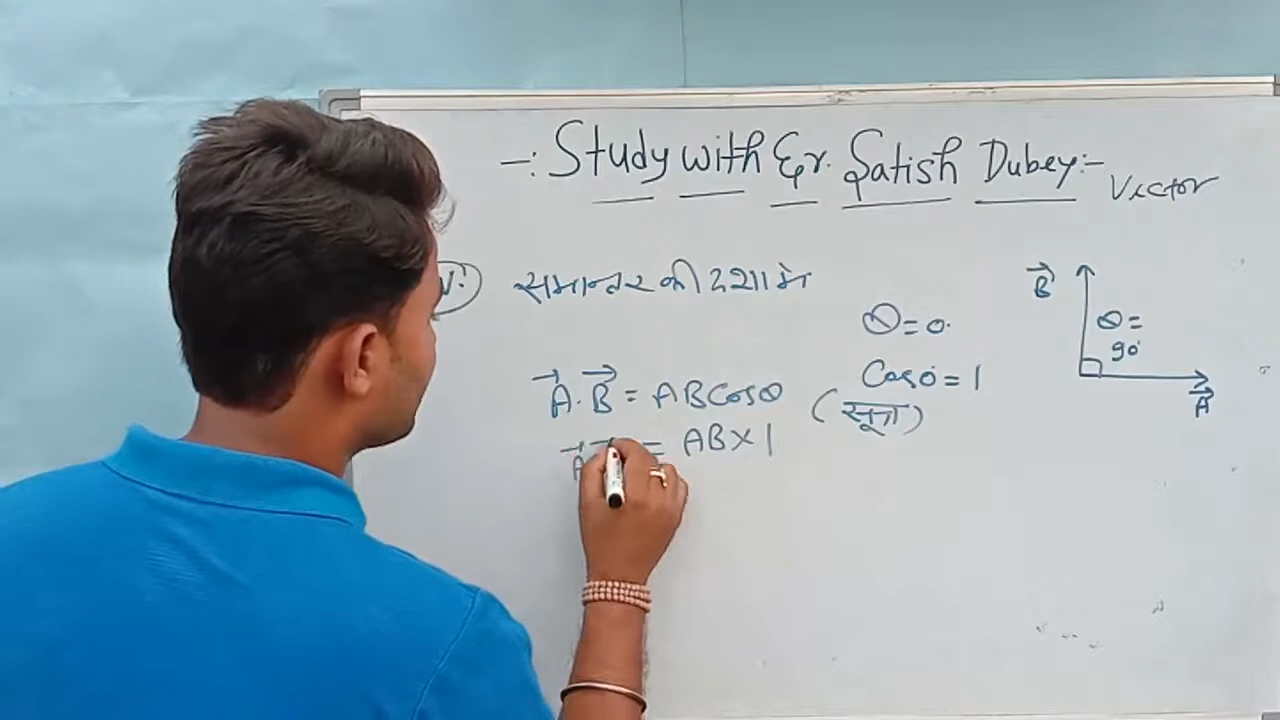 -: Study with Er. Satish Dubey:-
Vector
समान्तर की दशा में
θ = 0·
Cos0° = 1
(सूत्र)
A⃗·B⃗ = ABCosθ
= AB×1
B⃗
θ =
90°
A⃗